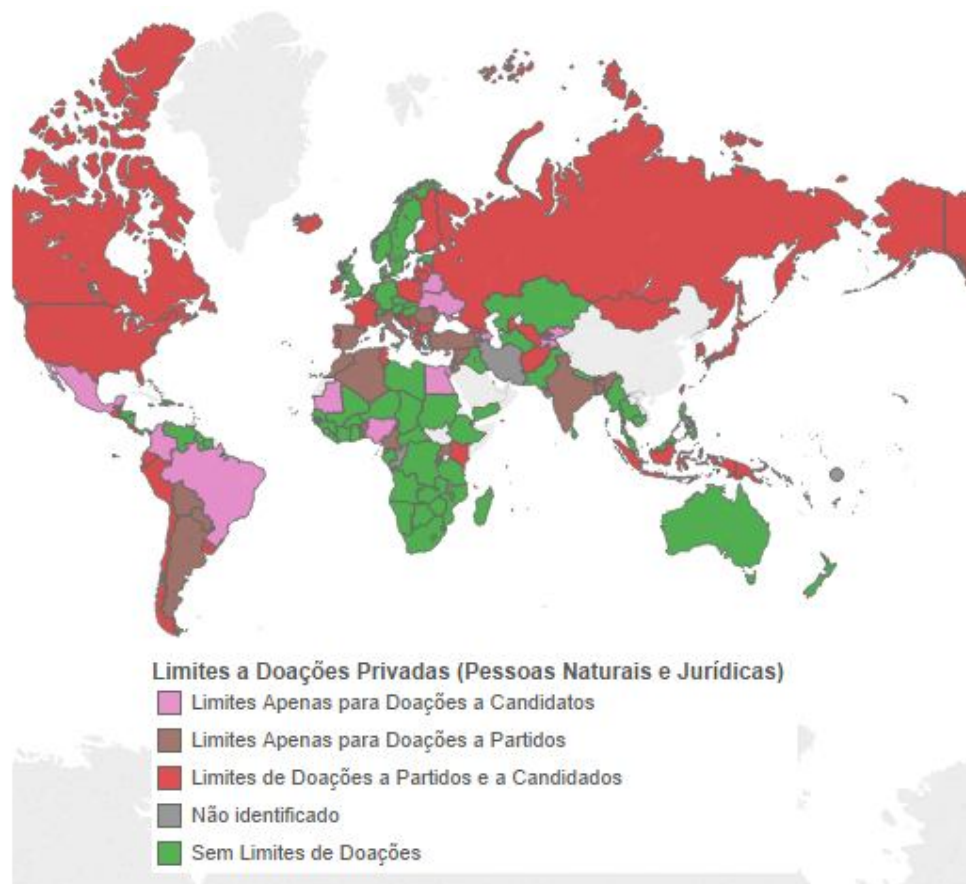 Limites a Doações Privadas (Pessoas Naturais e Jurídicas)
Limites Apenas para Doações a Candidatos
Limites Apenas para Doações a Partidos
Limites de Doações a Partidos e a Candidados
Não identificado
Sem Limites de Doações